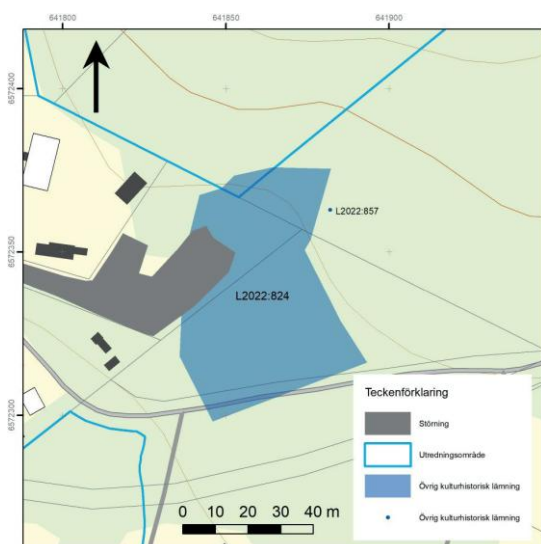 641800
641850
641900
6572400
6572350
6572300
L2022:857
L2022:824
Teckenförklaring
Störning
Utredningsområde
Övrig kulturhistorisk lämning
Övrig kulturhistorisk lämning
0 10 20 30 40 m